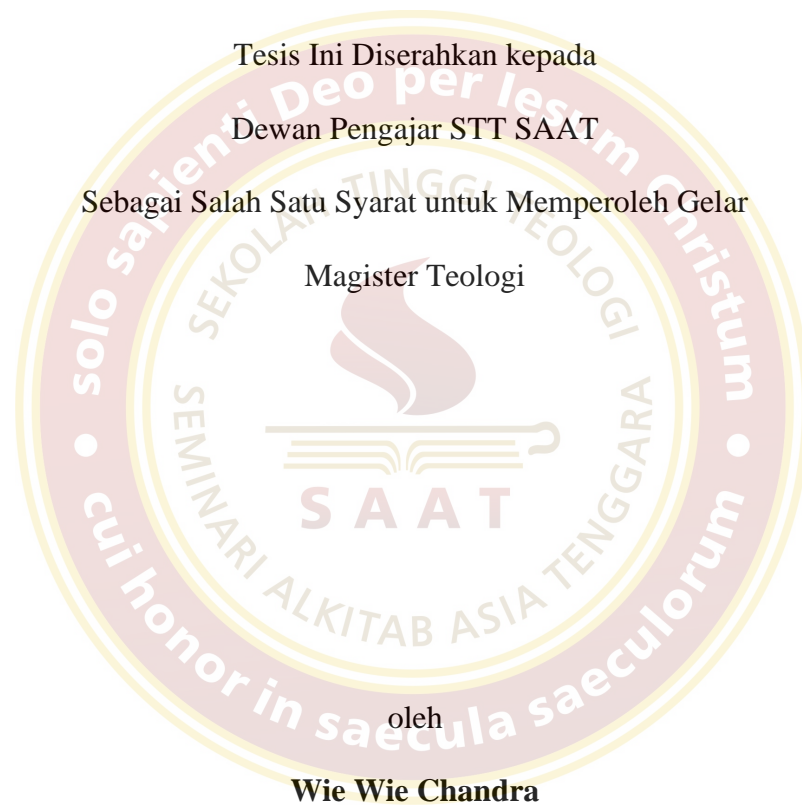 Tesis Ini Diserahkan kepada
Dewan Pengajar STT SAAT
Sebagai Salah Satu Syarat untuk Memperoleh Gelar
Magister Teologi
solo sapienti Deo per Iesum Christum
cui honor in saecula saeculorum
SEKOLAH TINGGI TEOLOGI
SEMINARI ALKITAB ASIA TENGGARA
SAAT
oleh
Wie Wie Chandra